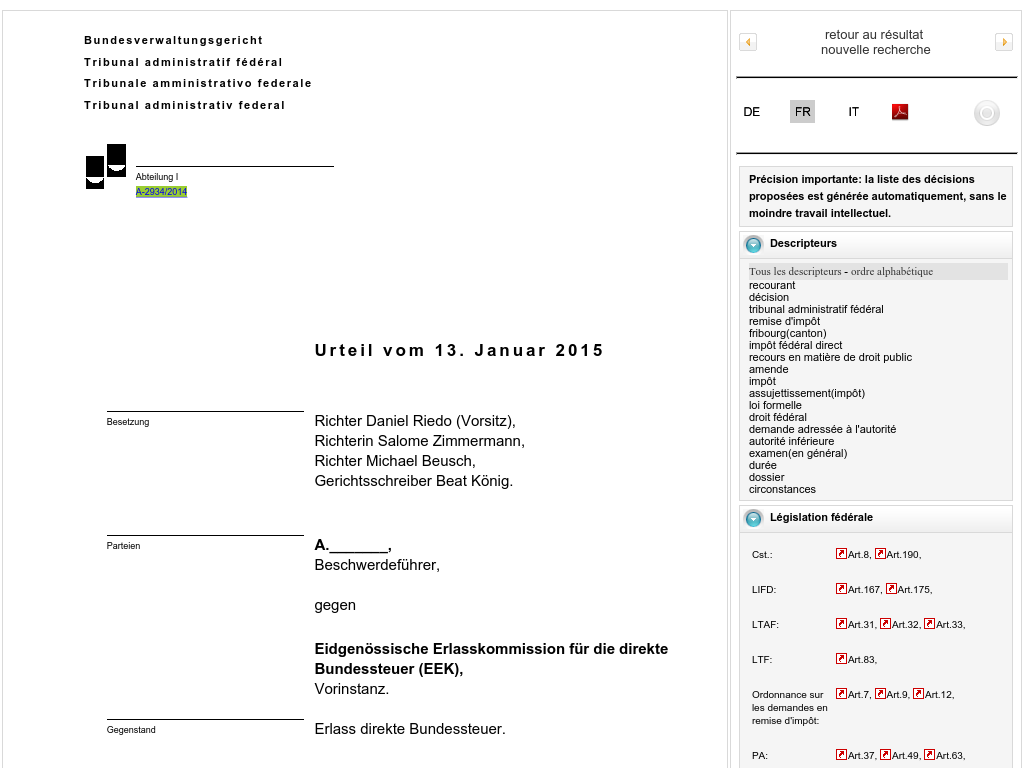 Bundesverwaltungsgericht
Tribunal administratif fédéral
Tribunale amministrativo federale
Tribunal administrativ federal
Abteilung I
A-2934/2014
Urteil vom 13. Januar 2015
Besetzung
Richter Daniel Riedo (Vorsitz),
Richterin Salome Zimmermann,
Richter Michael Beusch,
Gerichtsschreiber Beat König.
Parteien
A._______,
Beschwerdeführer,
gegen
Eidgenössische Erlasskommission für die direkte
Bundessteuer (EEK),
Vorinstanz.
Gegenstand
Erlass direkte Bundessteuer.
retour au résultat
nouvelle recherche
DE FR IT
Précision importante: la liste des décisions
proposées est générée automatiquement, sans le
moindre travail intellectuel.
Descripteurs
Tous les descripteurs - ordre alphabétique
recourant
décision
tribunal administratif fédéral
remise d'impôt
fribourg(canton)
impôt fédéral direct
recours en matière de droit public
amende
impôt
assujettissement(impôt)
loi formelle
droit fédéral
demande adressée à l'autorité
autorité inférieure
examen(en général)
durée
dossier
circonstances
Législation fédérale
Cst.: Art.8, Art.190,
LIFD: Art.167, Art.175,
LTAF: Art.31, Art.32, Art.33,
LTF: Art.83,
Ordonnance sur Art.7, Art.9, Art.12,
les demandes en
remise d'impôt:
PA: Art.37, Art.49, Art.63,